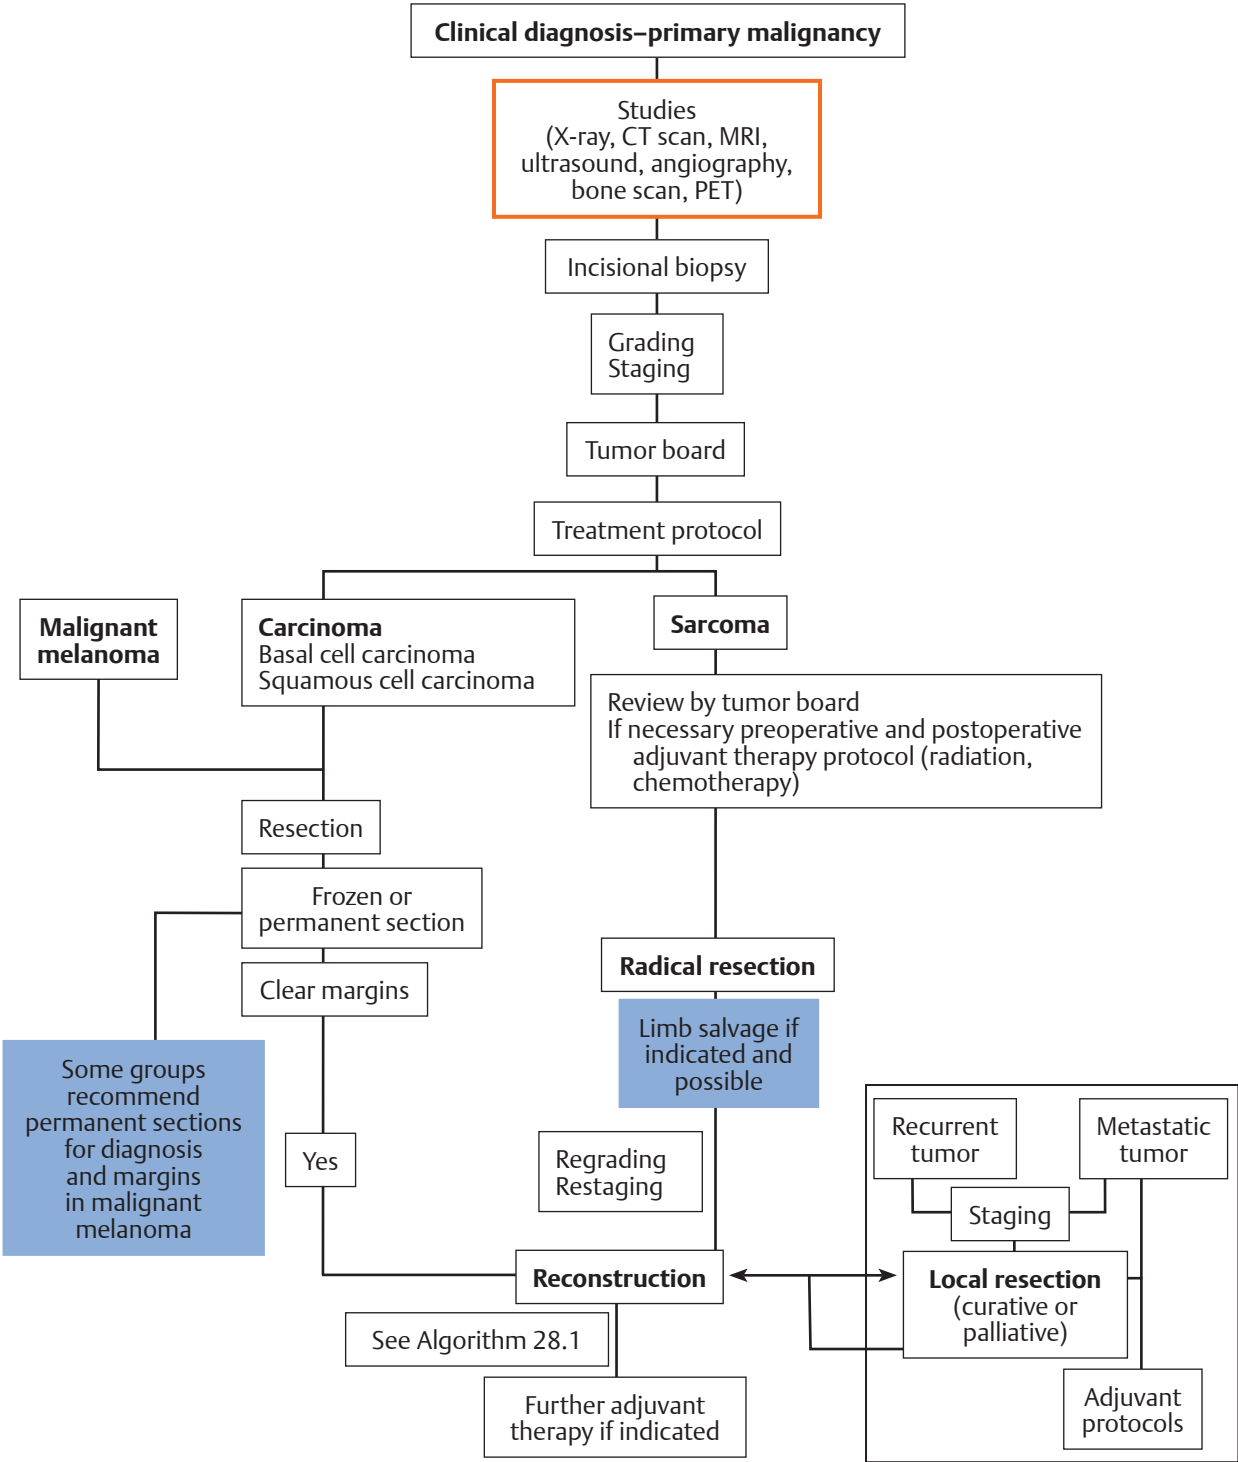 Clinical diagnosis–primary malignancy
Studies
(X-ray, CT scan, MRI,
ultrasound, angiography,
bone scan, PET)
Incisional biopsy
Grading
Staging
Tumor board
Treatment protocol
Malignant
melanoma
Carcinoma
Basal cell carcinoma
Squamous cell carcinoma
Sarcoma
Review by tumor board
If necessary preoperative and postoperative
adjuvant therapy protocol (radiation,
chemotherapy)
Resection
Frozen or
permanent section
Clear margins
Radical resection
Limb salvage if
indicated and
possible
Some groups
recommend
permanent sections
for diagnosis
and margins
in malignant
melanoma
Yes
Regrading
Restaging
Recurrent
tumor
Metastatic
tumor
Staging
Reconstruction
Local resection
(curative or
palliative)
See Algorithm 28.1
Further adjuvant
therapy if indicated
Adjuvant
protocols